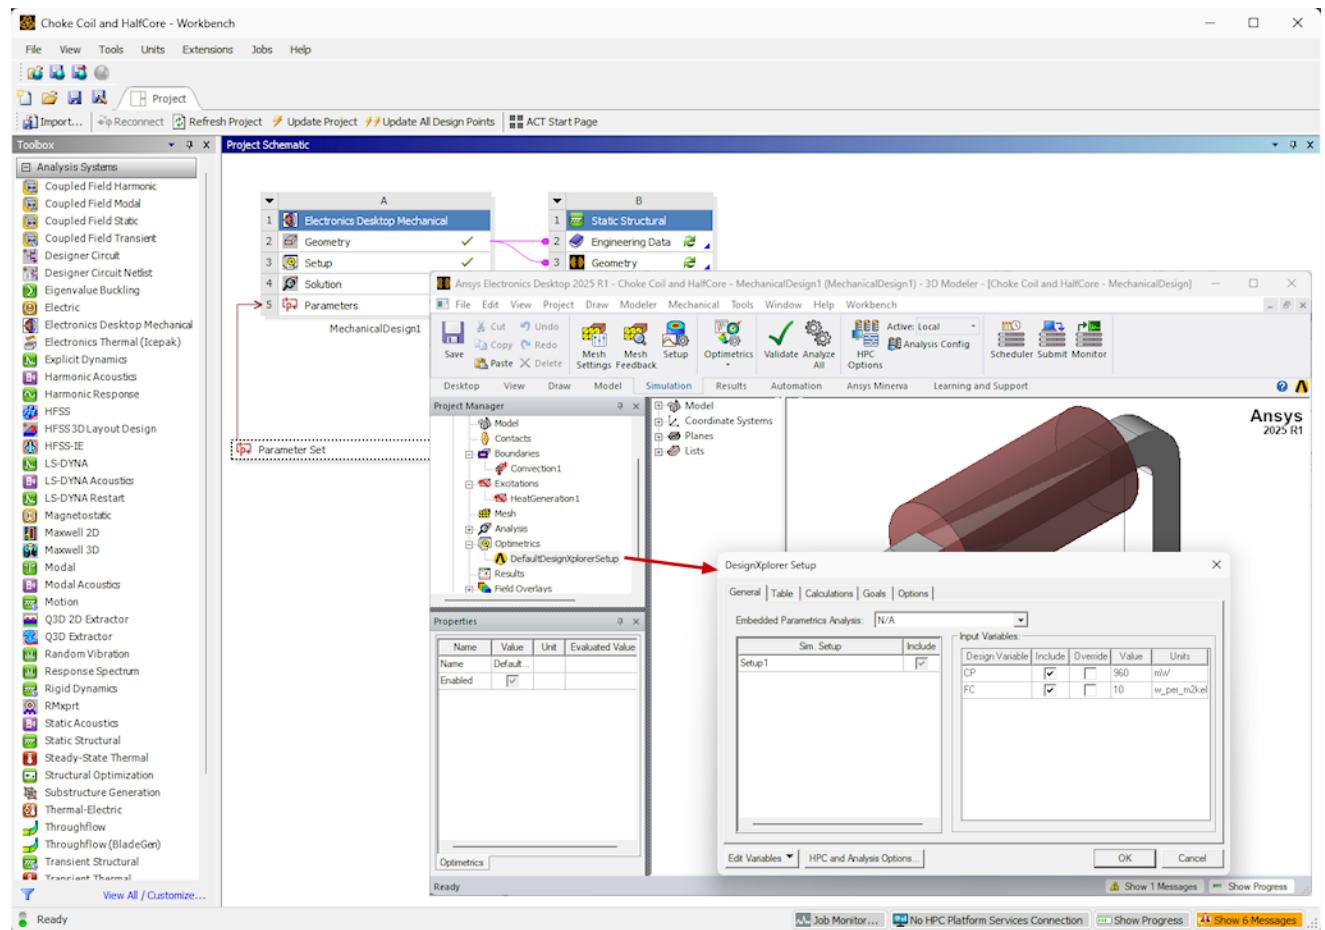 Choke Coil and HalfCore - Workbench
File View Tools Units Extensions Jobs Help
Project
Import... Reconnect Refresh Project Update Project Update All Design Points ACT Start Page
Toolbox
Analysis Systems
Coupled Field Harmonic
Coupled Field Modal
Coupled Field Static
Coupled Field Transient
Designer Circuit
Designer Circuit Netlist
Eigenvalue Buckling
Electric
Electronics Desktop Mechanical
Electronics Thermal (Icepak)
Explicit Dynamics
Harmonic Acoustics
Harmonic Response
HFSS
HFSS 3D Layout Design
HFSS-IE
LS-DYNA
LS-DYNA Acoustics
LS-DYNA Restart
Magnetostatic
Maxwell 2D
Maxwell 3D
Modal
Modal Acoustics
Motion
Q3D 2D Extractor
Q3D Extractor
Random Vibration
Response Spectrum
Rigid Dynamics
RMxprt
Static Acoustics
Static Structural
Steady-State Thermal
Structural Optimization
Substructure Generation
Thermal-Electric
Throughflow
Throughflow (BladeGen)
Transient Structural
Transient Thermal
View All / Customize...
Project Schematic
A
1 Electronics Desktop Mechanical
2 Geometry
3 Setup
4 Solution
5 Parameters
MechanicalDesign1
B
1 Static Structural
2 Engineering Data
3 Geometry
Parameter Set
Ansys Electronics Desktop 2025 R1 - Choke Coil and HalfCore - MechanicalDesign1 (MechanicalDesign1) - 3D Modeler - [Choke Coil and HalfCore - MechanicalDesign]
File Edit View Project Draw Modeler Mechanical Tools Window Help Workbench
Save
Cut Undo
Copy Redo
Paste Delete
Mesh Settings
Mesh Feedback
Setup
Optimetrics
Validate
Analyze All
HPC Options
Active: Local
Analysis Config
Scheduler Submit Monitor
Desktop View Draw Model Simulation Results Automation Ansys Minerva Learning and Support
Project Manager
Model
Contacts
Boundaries
Convection1
Excitations
HeatGeneration1
Mesh
Analysis
Optimetrics
DefaultDesignXplorerSetup
Results
Field Overlays
Model
Coordinate Systems
Planes
Lists
Ansys
2025 R1
Properties
Name Value Unit Evaluated Value
Name Default...
Enabled
Optimetrics
DesignXplorer Setup
General Table Calculations Goals Options
Embedded Parametrics Analysis: N/A
Sim. Setup Include
Setup1
Input Variables:
Design Variable Include Override Value Units
CP 960 mW
FC 10 w_per_m2kel
Edit Variables HPC and Analysis Options... OK Cancel
Ready Show 1 Messages Show Progress
Ready Job Monitor... No HPC Platform Services Connection Show Progress Show 6 Messages